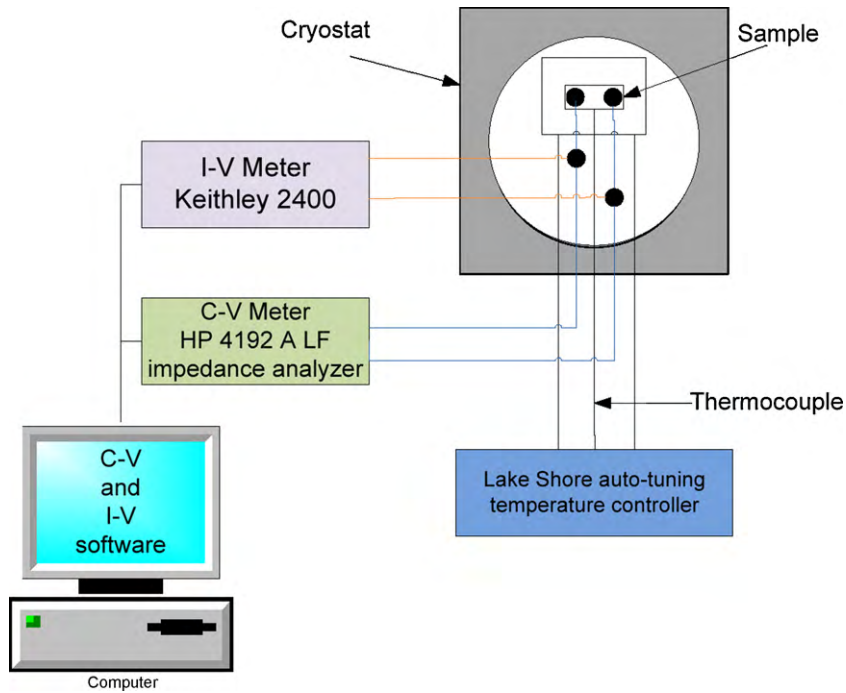 Cryostat
Sample
I-V Meter
Keithley 2400
C-V Meter
HP 4192 A LF
impedance analyzer
Thermocouple
Lake Shore auto-tuning
temperature controller
C-V
and
I-V
software
Computer